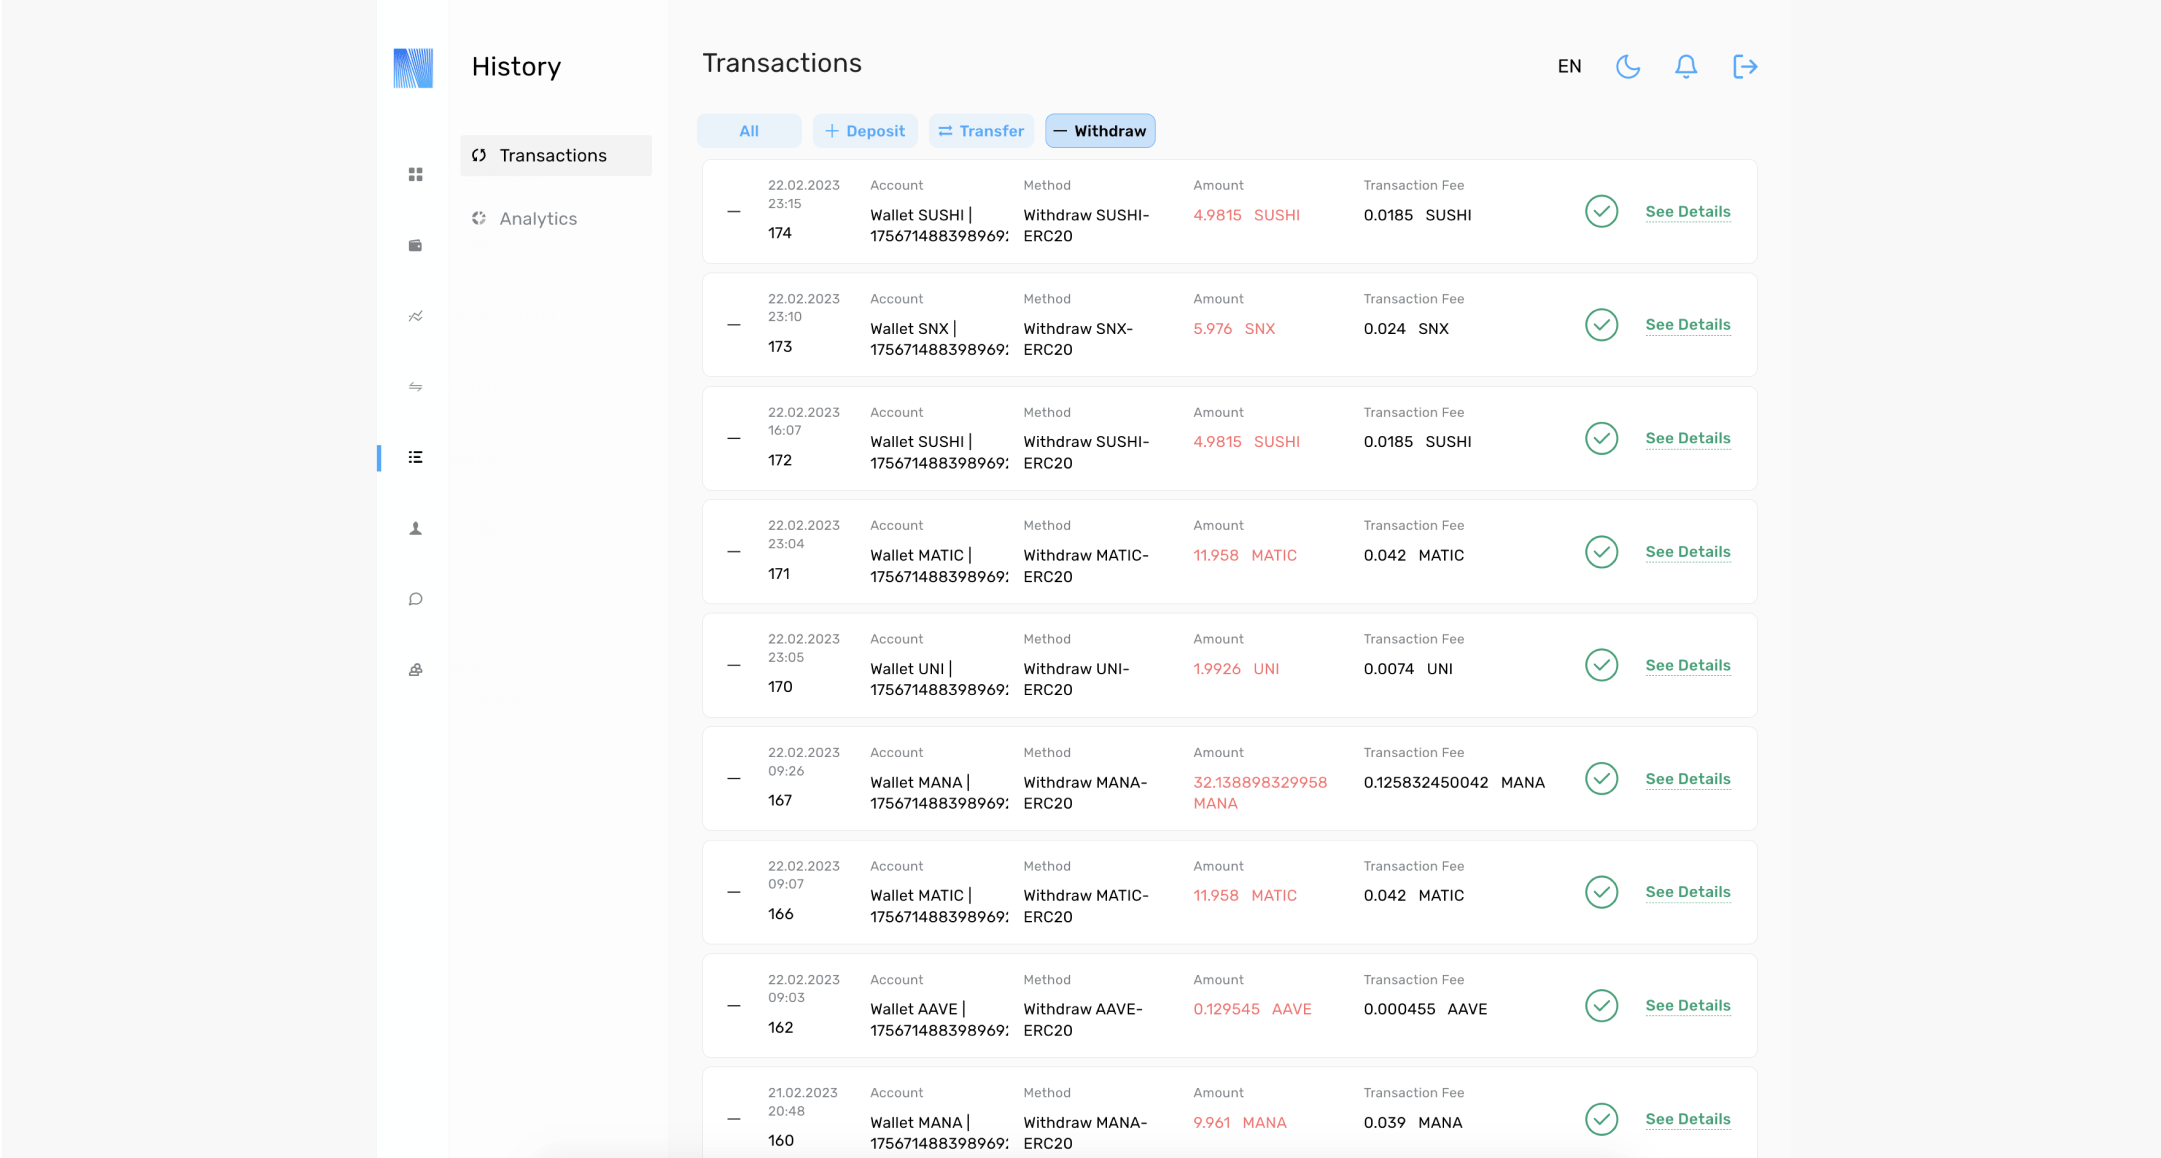 History
Transactions
EN
All
Deposit
Transfer
Withdraw
Transactions
Analytics
22.02.2023
23:15
174
Account
Wallet SUSHI |
Method
Withdraw SUSHI-
ERC20
Amount
4.9815 SUSHI
Transaction Fee
0.0185 SUSHI
See Details
22.02.2023
23:10
173
Account
Wallet SNX |
Method
Withdraw SNX-
ERC20
Amount
5.976 SNX
Transaction Fee
0.024 SNX
See Details
22.02.2023
16:07
172
Account
Wallet SUSHI |
Method
Withdraw SUSHI-
ERC20
Amount
4.9815 SUSHI
Transaction Fee
0.0185 SUSHI
See Details
22.02.2023
23:04
171
Account
Wallet MATIC |
Method
Withdraw MATIC-
ERC20
Amount
11.958 MATIC
Transaction Fee
0.042 MATIC
See Details
22.02.2023
23:05
170
Account
Wallet UNI |
Method
Withdraw UNI-
ERC20
Amount
1.9926 UNI
Transaction Fee
0.0074 UNI
See Details
22.02.2023
09:26
167
Account
Wallet MANA |
Method
Withdraw MANA-
ERC20
Amount
32.138898329958
MANA
Transaction Fee
0.125832450042 MANA
See Details
22.02.2023
09:07
166
Account
Wallet MATIC |
Method
Withdraw MATIC-
ERC20
Amount
11.958 MATIC
Transaction Fee
0.042 MATIC
See Details
22.02.2023
09:03
162
Account
Wallet AAVE |
Method
Withdraw AAVE-
ERC20
Amount
0.129545 AAVE
Transaction Fee
0.000455 AAVE
See Details
21.02.2023
20:48
160
Account
Wallet MANA |
Method
Withdraw MANA-
ERC20
Amount
9.961 MANA
Transaction Fee
0.039 MANA
See Details